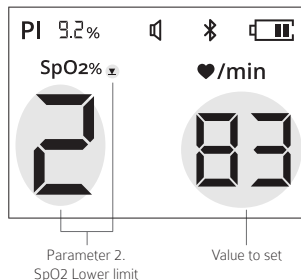 PI 9.2%
SpO2% ♥/min
2 83
Parameter 2. Value to set
SpO2 Lower limit